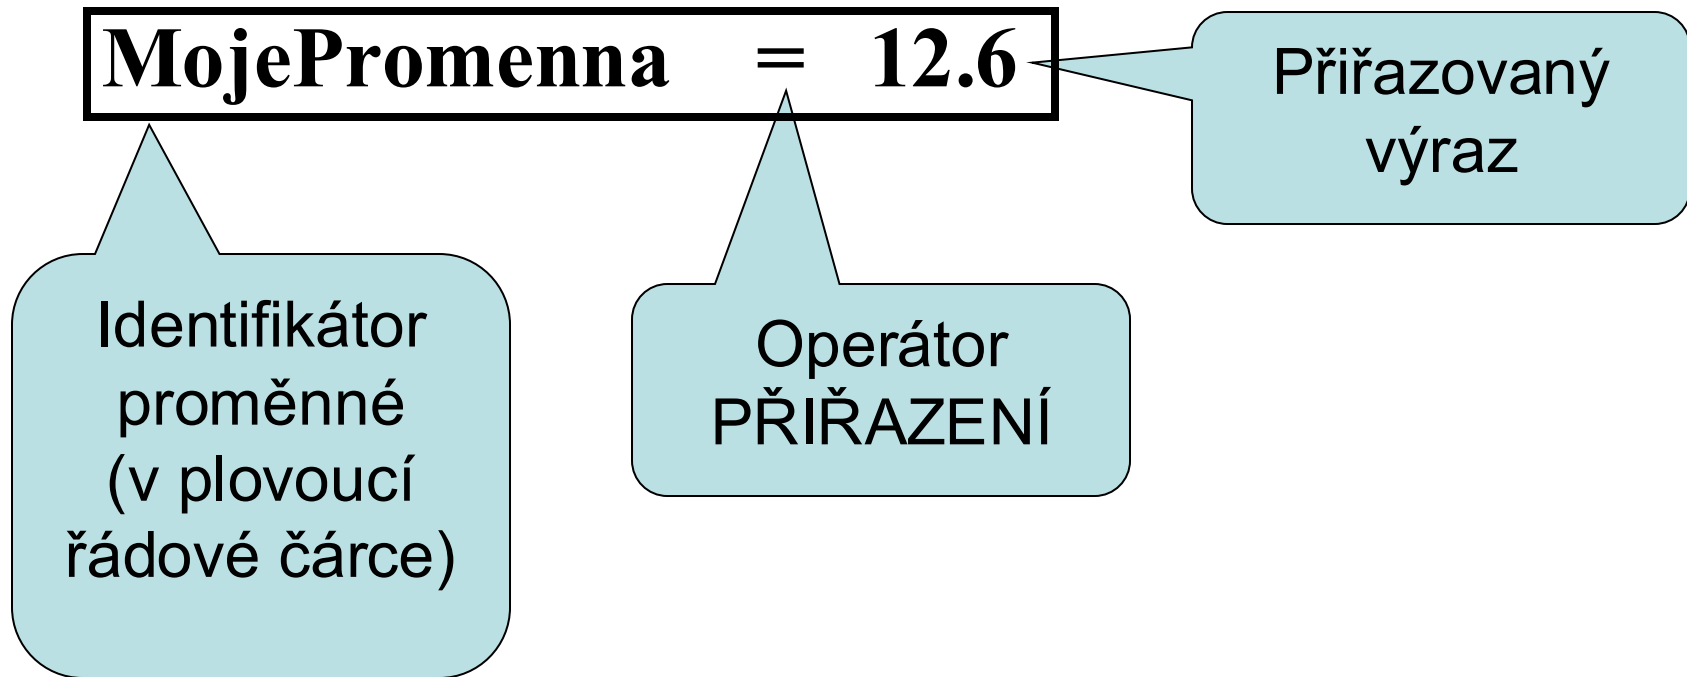 MojePromenna = 12.6
Přiřazovaný
výraz
Identifikátor
proměnné
(v plovoucí
řádové čárce)
Operátor
PŘIŘAZENÍ